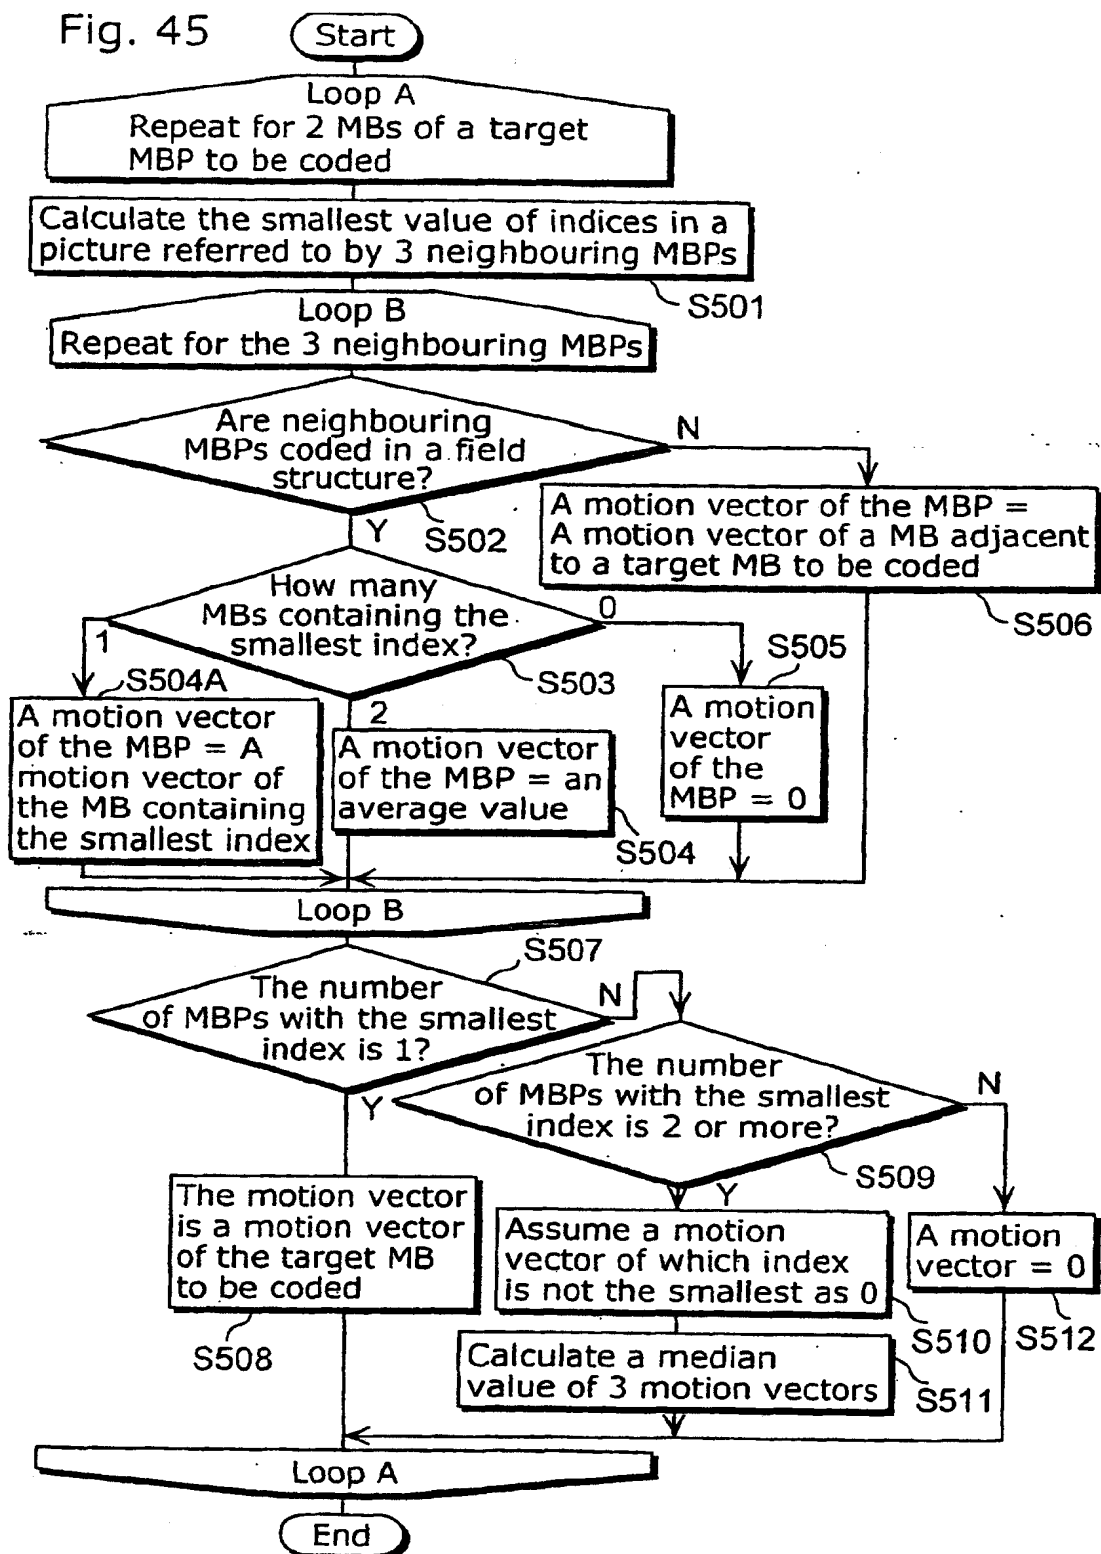 Fig. 45
Start
Loop A
Repeat for 2 MBs of a target
MBP to be coded
Calculate the smallest value of indices in a
picture referred to by 3 neighbouring MBPs
S501
Loop B
Repeat for the 3 neighbouring MBPs
Are neighbouring
MBPs coded in a field
structure?
N
Y
S502
A motion vector of the MBP =
A motion vector of a MB adjacent
to a target MB to be coded
S506
How many
MBs containing the
smallest index?
0
1
S503
2
S504A
A motion vector
of the MBP = A
motion vector of
the MB containing
the smallest index
A motion vector
of the MBP = an
average value
S504
S505
A motion
vector
of the
MBP = 0
Loop B
S507
The number
of MBPs with the smallest
index is 1?
N
Y
The number
of MBPs with the smallest
index is 2 or more?
N
S509
Y
The motion vector
is a motion vector
of the target MB
to be coded
S508
Assume a motion
vector of which index
is not the smallest as 0
S510
A motion
vector = 0
S512
Calculate a median
value of 3 motion vectors
S511
Loop A
End